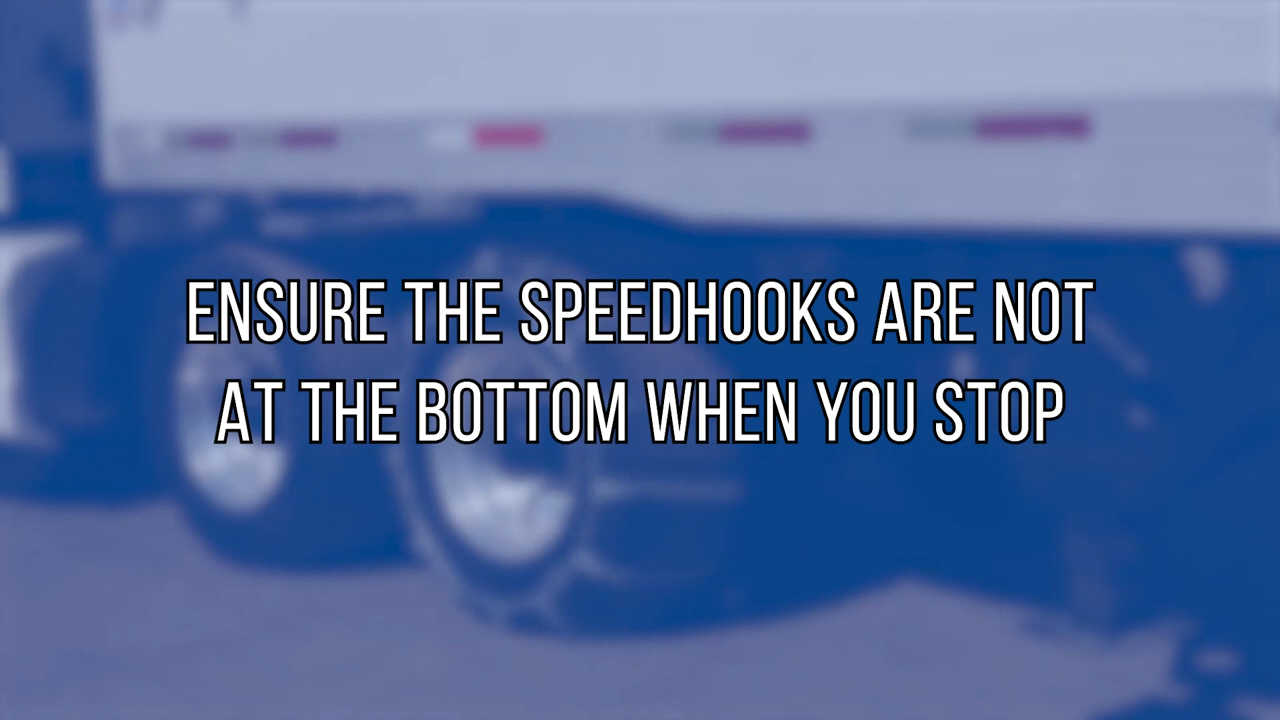 ENSURE THE SPEEDHOOKS ARE NOT
AT THE BOTTOM WHEN YOU STOP